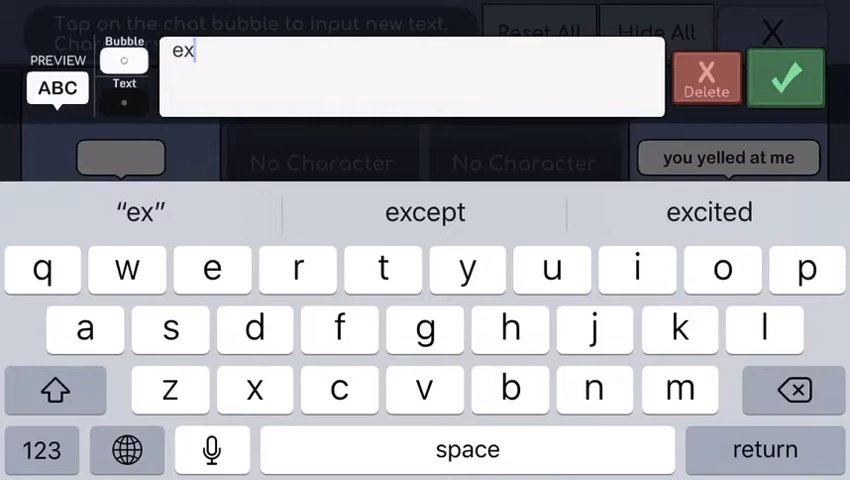 Tap on the chat bubble to input new text.
Reset All
Hide All
X
Bubble
PREVIEW
ABC
Text
ex
X
Delete
No Character
No Character
you yelled at me
“ex”
except
excited
q w e r t y u i o p
a s d f g h j k l
z x c v b n m
123
space
return